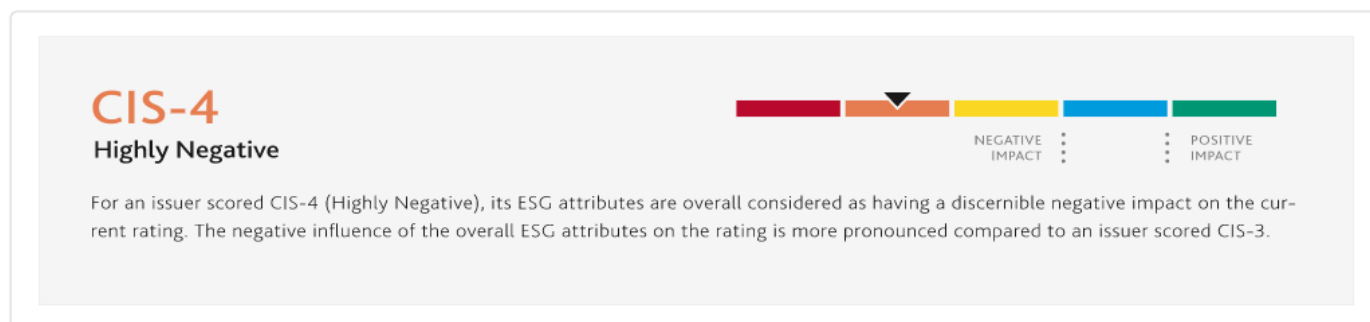 CIS-4
Highly Negative
NEGATIVE
IMPACT
POSITIVE
IMPACT
For an issuer scored CIS-4 (Highly Negative), its ESG attributes are overall considered as having a discernible negative impact on the cur-
rent rating. The negative influence of the overall ESG attributes on the rating is more pronounced compared to an issuer scored CIS-3.